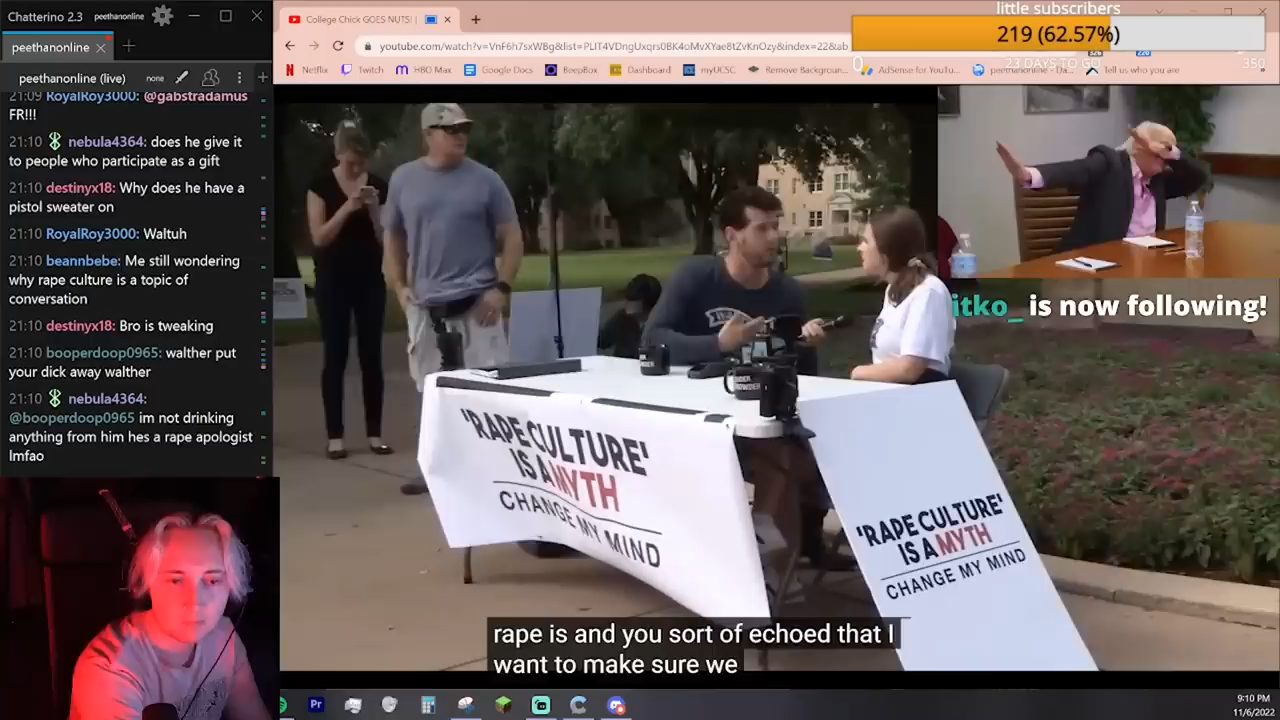 Chatterino 2.3
peethanonline
peethanonline
peethanonline (live)
none
21:09 RoyalRoy3000: @gabstradamus
FR!!!
21:10 nebula4364: does he give it
to people who participate as a gift
21:10 destinyx18: Why does he have a
pistol sweater on
21:10 RoyalRoy3000: Waltuh
21:10 beannbebe: Me still wondering
why rape culture is a topic of
conversation
21:10 destinyx18: Bro is tweaking
21:10 booperdoop0965: walther put
your dick away walther
21:10 nebula4364:
@booperdoop0965 im not drinking
anything from him hes a rape apologist
lmfao
College Chick GOES NUTS!
youtube.com/watch?v=VnF6h7sxWBg&list=PLIT4VDngUxqrs0BK4oMvXYae8tZvKnOzy&index=22&ab
Netflix
Twitch
HBO Max
Google Docs
BeepBox
Dashboard
myUCSC
Remove Backgroun...
AdSense for YouTu...
peethanonline - Da...
Tell us who you are
little subscribers
219 (62.57%)
0
23 DAYS TO GO
350
itko_ is now following!
'RAPE CULTURE'
IS A MYTH
CHANGE MY MIND
'RAPE CULTURE'
IS A MYTH
CHANGE MY MIND
rape is and you sort of echoed that I
want to make sure we
Pr
9:10 PM
11/6/2022